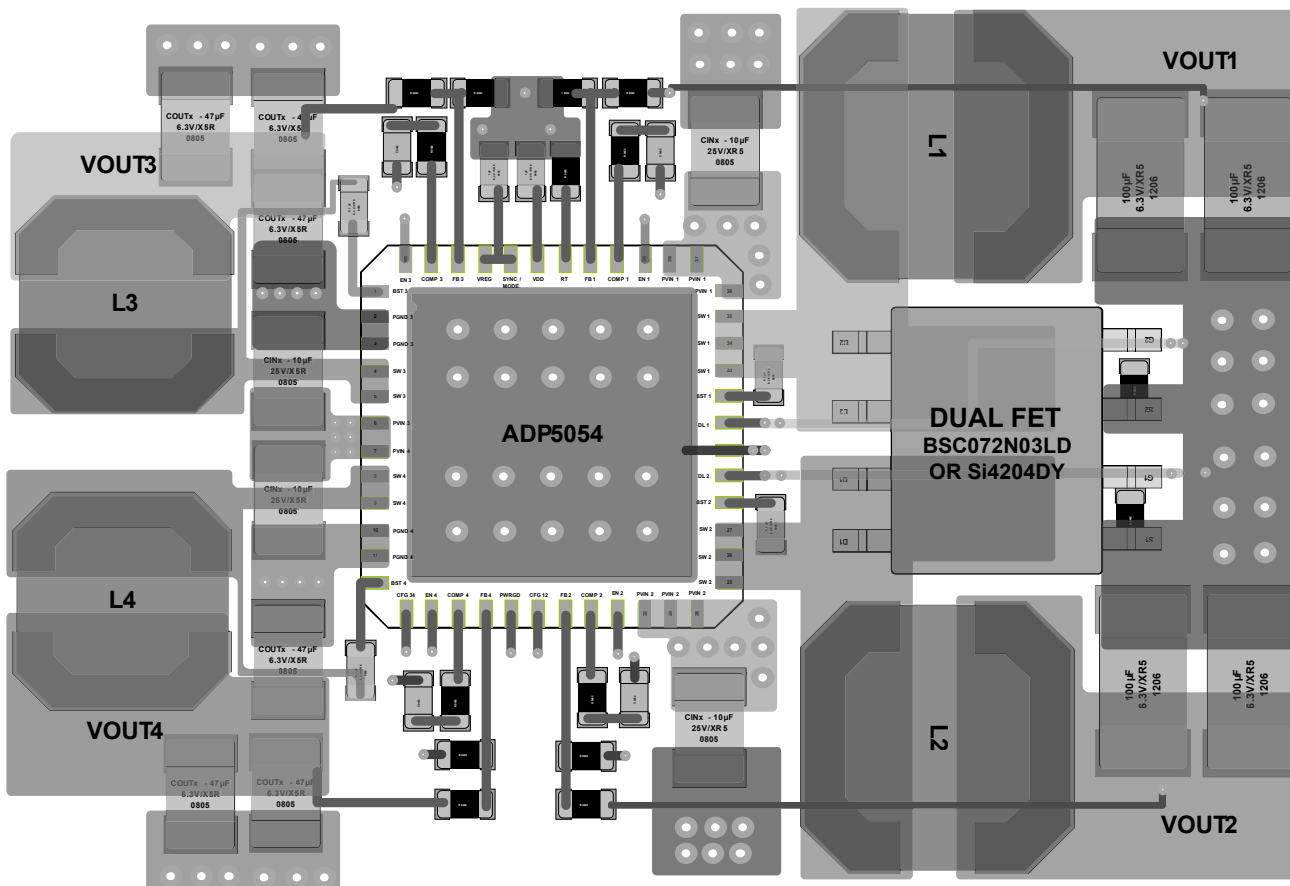 VOUT1
COUTx - 47µF
6.3V/X5R
0805
COUTx - 47µF
6.3V/X5R
0805
VOUT3
CINx - 10µF
25V/XR5
0805
L1
100µF
6.3V/XR5
1206
100µF
6.3V/XR5
1206
COUTx - 47µF
6.3V/X5R
0805
L3
EN 3
COMP 3
FB 3
VREG
SYNC /
MODE
VDD
RT
FB 1
COMP 1
EN 1
PVIN 1
PVIN 1
BST 3
PGND 3
PGND 3
SW 3
SW 3
PVIN 3
PVIN 4
SW 4
SW 4
PGND 4
PGND 4
BST 4
PVIN 1
SW 1
SW 1
SW 1
BST 1
DL 1
DL 2
BST 2
SW 2
SW 2
SW 2
CINx - 10µF
25V/X5R
0805
ADP5054
DUAL FET
BSC072N03LD
OR Si4204DY
G2
S2
G1
S1
D2
D1
D1
CINx - 10µF
25V/X5R
0805
L4
CFG 34
EN 4
COMP 4
FB 4
PWRGD
CFG 12
FB 2
COMP 2
EN 2
PVIN 2
PVIN 2
PVIN 2
COUTx - 47µF
6.3V/X5R
0805
VOUT4
CINx - 10µF
25V/XR5
0805
L2
100µF
6.3V/XR5
1206
100µF
6.3V/XR5
1206
COUTx - 47µF
6.3V/X5R
0805
COUTx - 47µF
6.3V/X5R
0805
VOUT2